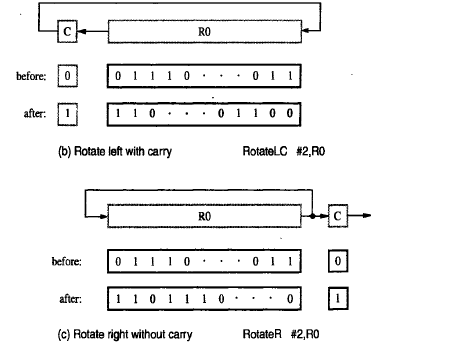 C R0
before: 0 0 1 1 1 0 · · · 0 1 1
after: 1 1 1 0 · · · 0 1 1 0 0
(b) Rotate left with carry RotateLC #2,R0
R0 C
before: 0 1 1 1 0 · · · 0 1 1 0
after: 1 1 0 1 1 1 0 · · · 0 1
(c) Rotate right without carry RotateR #2,R0